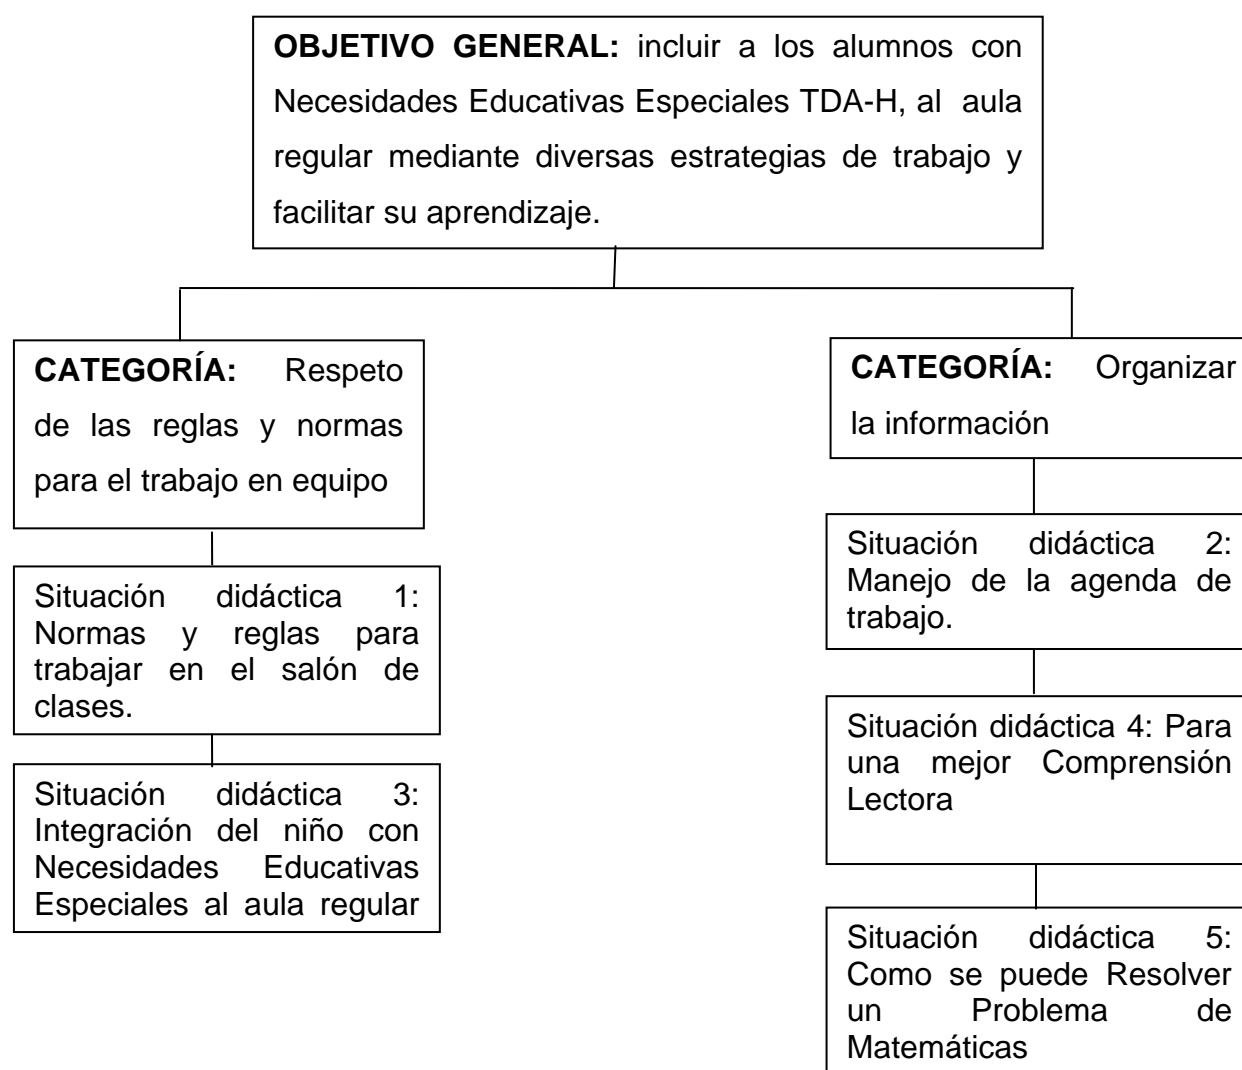 OBJETIVO GENERAL: incluir a los alumnos con
Necesidades Educativas Especiales TDA-H, al aula
regular mediante diversas estrategias de trabajo y
facilitar su aprendizaje.
CATEGORÍA: Respeto
de las reglas y normas
para el trabajo en equipo
Situación didáctica 1:
Normas y reglas para
trabajar en el salón de
clases.
Situación didáctica 3:
Integración del niño con
Necesidades Educativas
Especiales al aula regular
CATEGORÍA: Organizar
la información
Situación didáctica 2:
Manejo de la agenda de
trabajo.
Situación didáctica 4: Para
una mejor Comprensión
Lectora
Situación didáctica 5:
Como se puede Resolver
un Problema de
Matemáticas